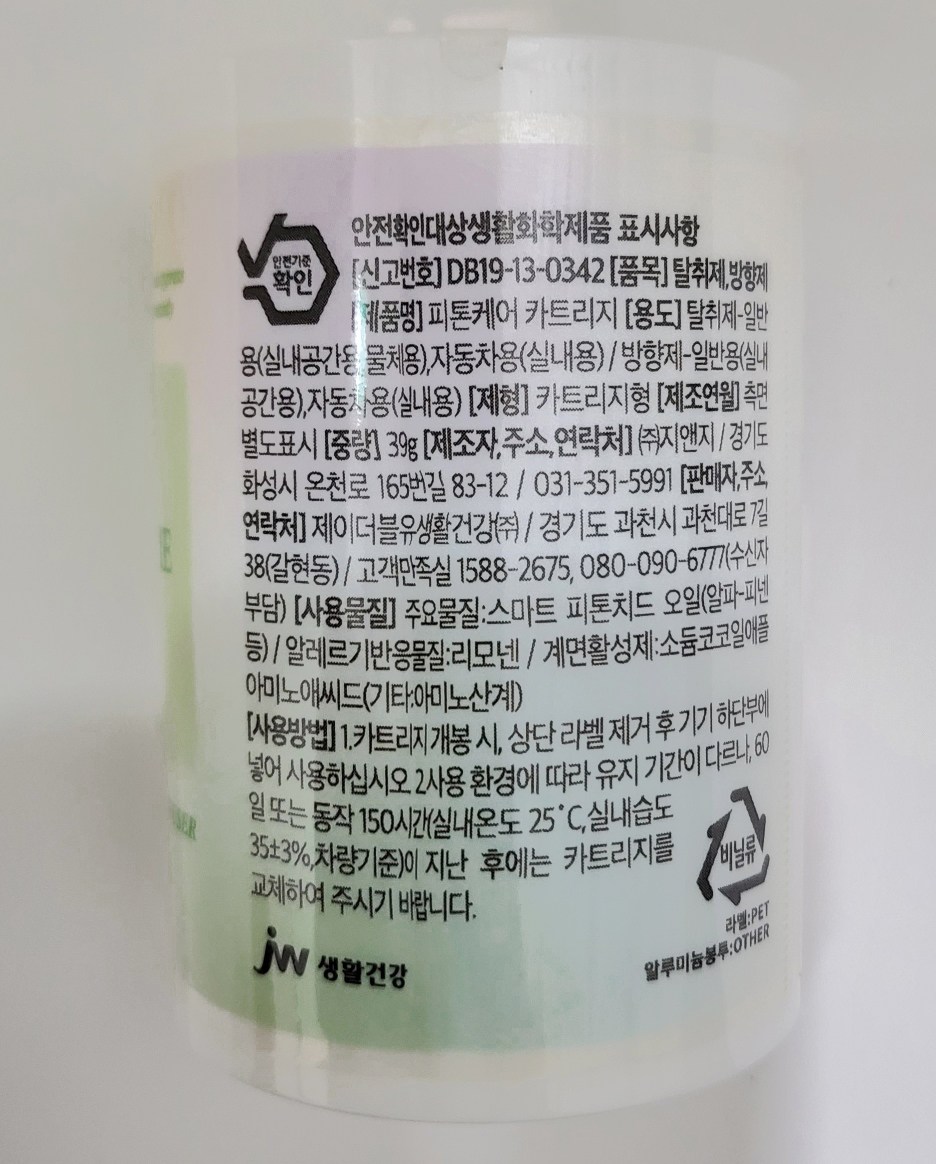 안전기준
확인
안전확인대상생활화학제품 표시사항
[신고번호] DB19-13-0342 [품목] 탈취제,방향제
[제품명] 피톤케어 카트리지 [용도] 탈취제-일반
용(실내공간용,물체용),자동차용(실내용) / 방향제-일반용(실내
공간용),자동차용(실내용) [제형] 카트리지형 [제조연월] 측면
별도표시 [중량] 39g [제조자,주소,연락처] ㈜지앤지 / 경기도
화성시 온천로 165번길 83-12 / 031-351-5991 [판매자,주소,
연락처] 제이더블유생활건강㈜ / 경기도 과천시 과천대로 7길
38(갈현동) / 고객만족실 1588-2675, 080-090-6777(수신자
부담) [사용물질] 주요물질:스마트 피톤치드 오일(알파-피넨
등) / 알레르기반응물질:리모넨 / 계면활성제:소듐코코일애플
아미노애씨드(기타:아미노산계)
[사용방법] 1.카트리지 개봉 시, 상단 라벨 제거 후 기기 하단부에
넣어 사용하십시오 2.사용 환경에 따라 유지 기간이 다르나, 60
일 또는 동작 150시간(실내온도 25˚C,실내습도
35±3%,차량기준)이 지난 후에는 카트리지를
교체하여 주시기 바랍니다.
비닐류
라벨:PET
알루미늄봉투:OTHER
jw 생활건강